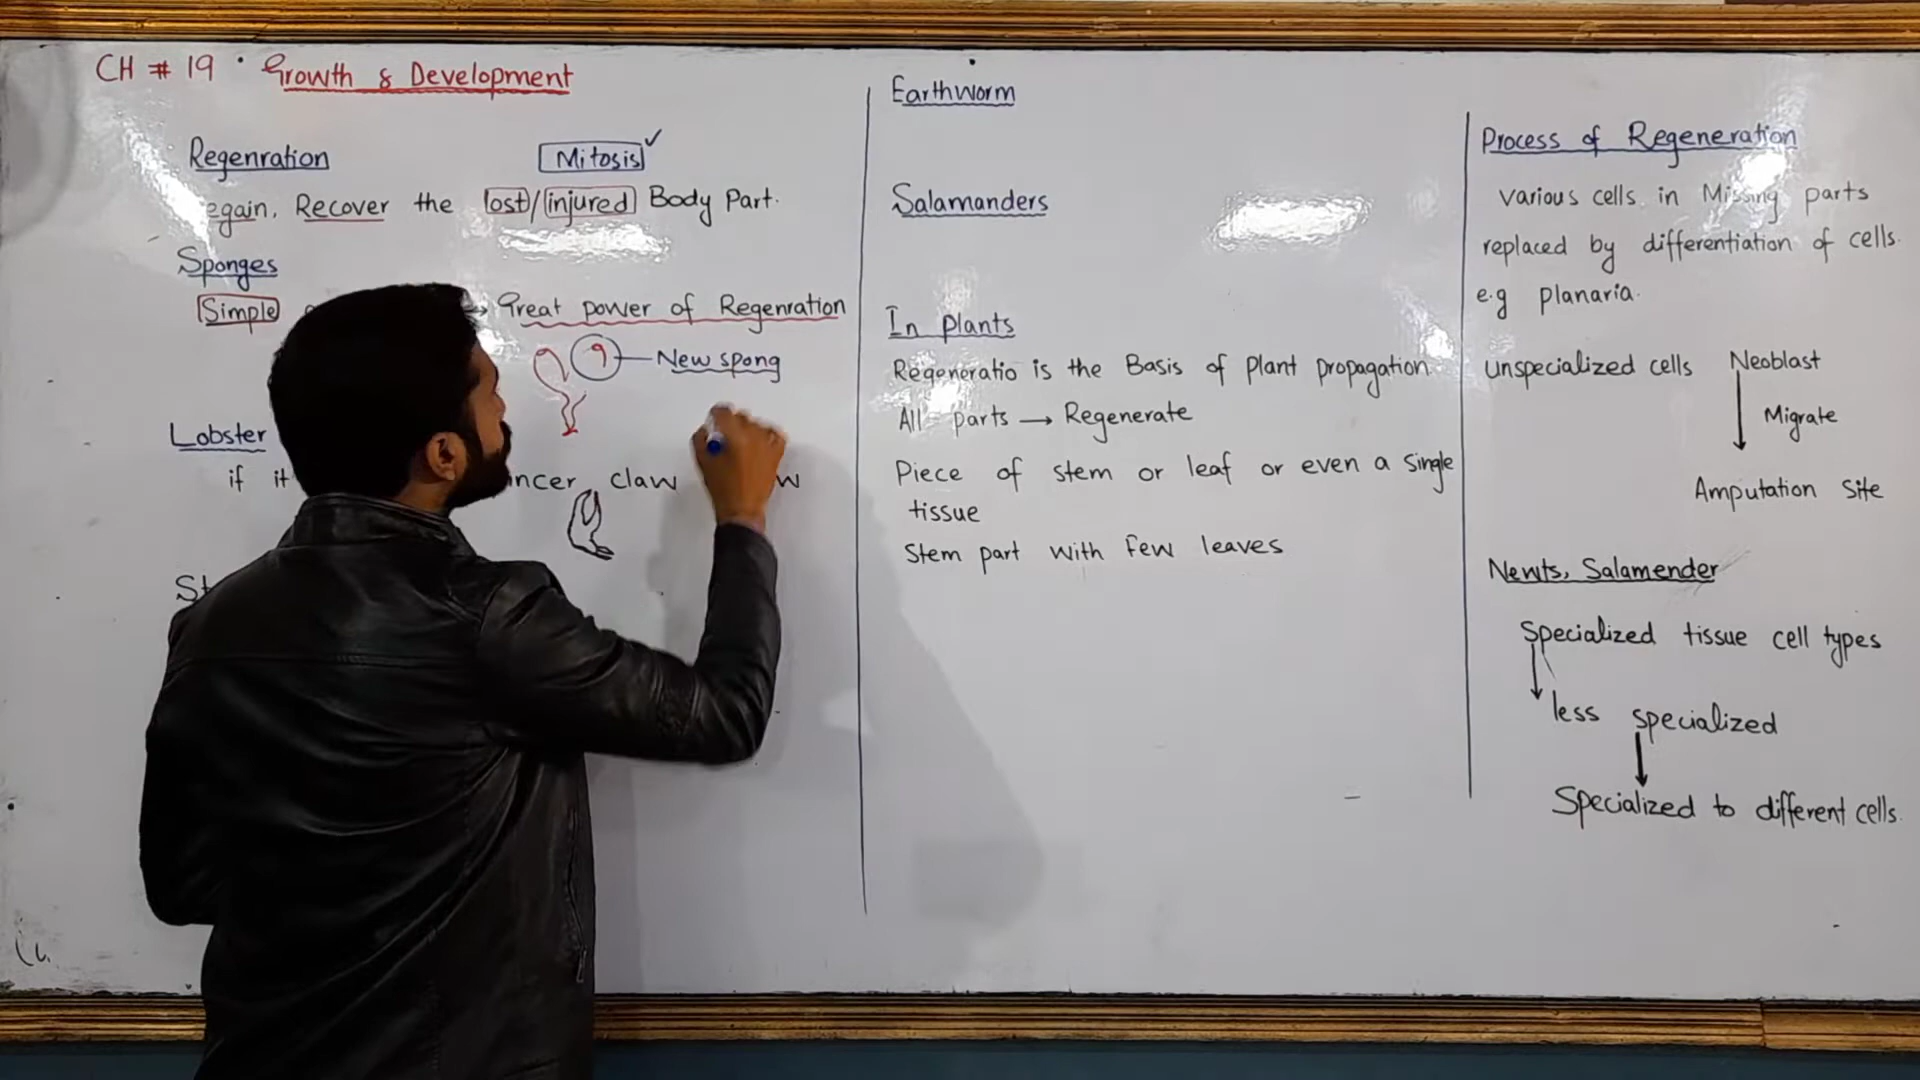 CH # 19 · Growth & Development
Regenration
Mitosis ✓
egain, Recover the lost/injured Body Part.
Sponges
Simple → Great power of Regenration
New spong
Lobster
if it ncer claw w
St
Earthworm
Salamanders
In plants
Regeneratio is the Basis of plant propagation.
All parts → Regenerate
Piece of stem or leaf or even a single
tissue
Stem part with few leaves
Process of Regeneration
various cells in Missing parts
replaced by differentiation of cells.
e.g planaria.
unspecialized cells Neoblast
Migrate
Amputation Site
Newts, Salamender
Specialized tissue cell types
less specialized
Specialized to different cells.